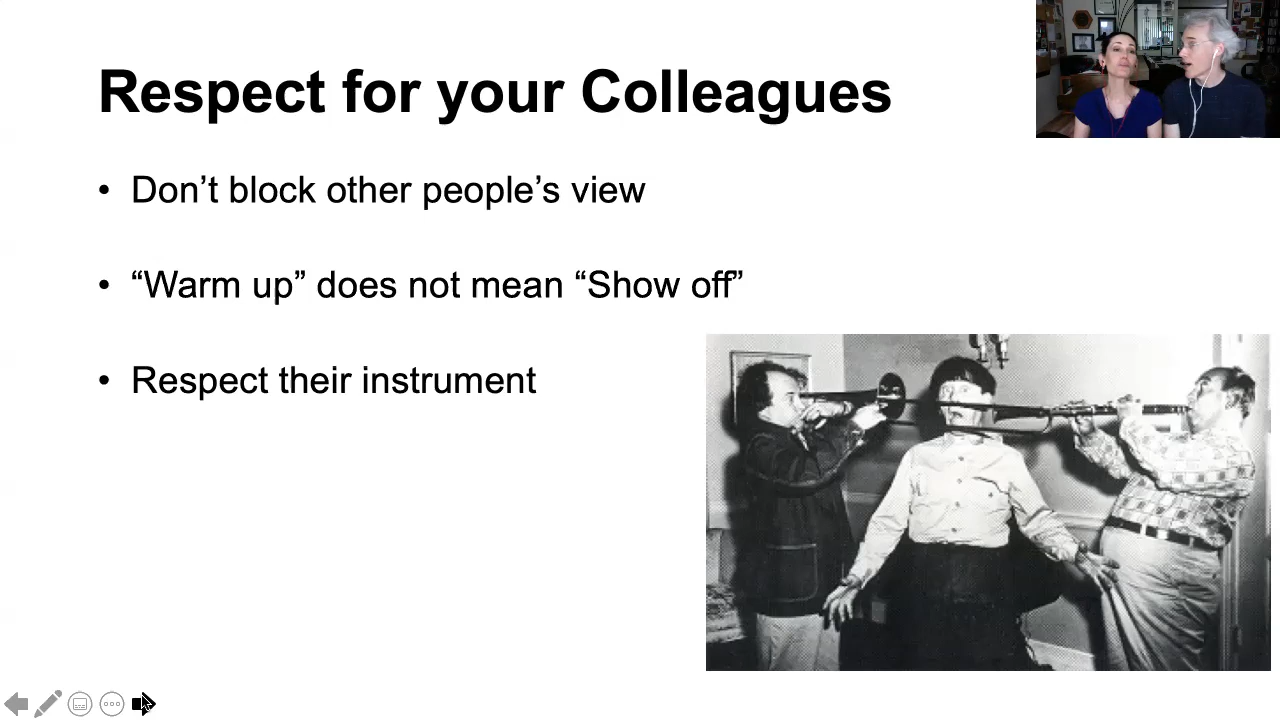 Respect for your Colleagues
• Don’t block other people’s view
• “Warm up” does not mean “Show off”
• Respect their instrument